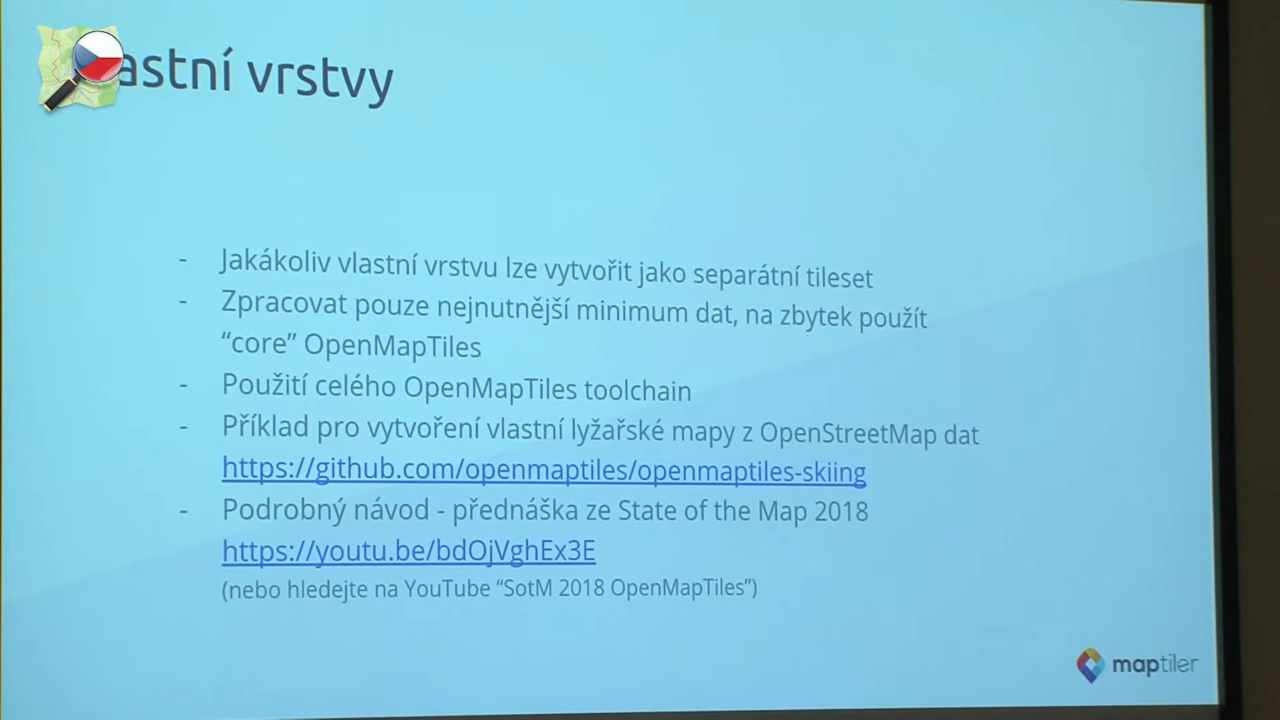 astní vrstvy
- Jakákoliv vlastní vrstvu lze vytvořit jako separátní tileset
- Zpracovat pouze nejnutnější minimum dat, na zbytek použít
“core” OpenMapTiles
- Použití celého OpenMapTiles toolchain
- Příklad pro vytvoření vlastní lyžařské mapy z OpenStreetMap dat
https://github.com/openmaptiles/openmaptiles-skiing
- Podrobný návod - přednáška ze State of the Map 2018
https://youtu.be/bdOjVghEx3E
(nebo hledejte na YouTube “SotM 2018 OpenMapTiles”)
maptiler